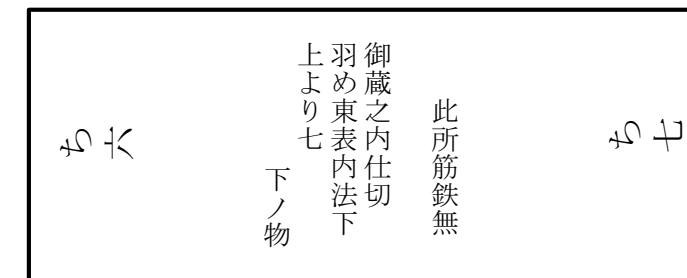 ち七
此所筋鉄無
御蔵之内仕切
羽め東表内法下
上より七
下ノ物
ち六